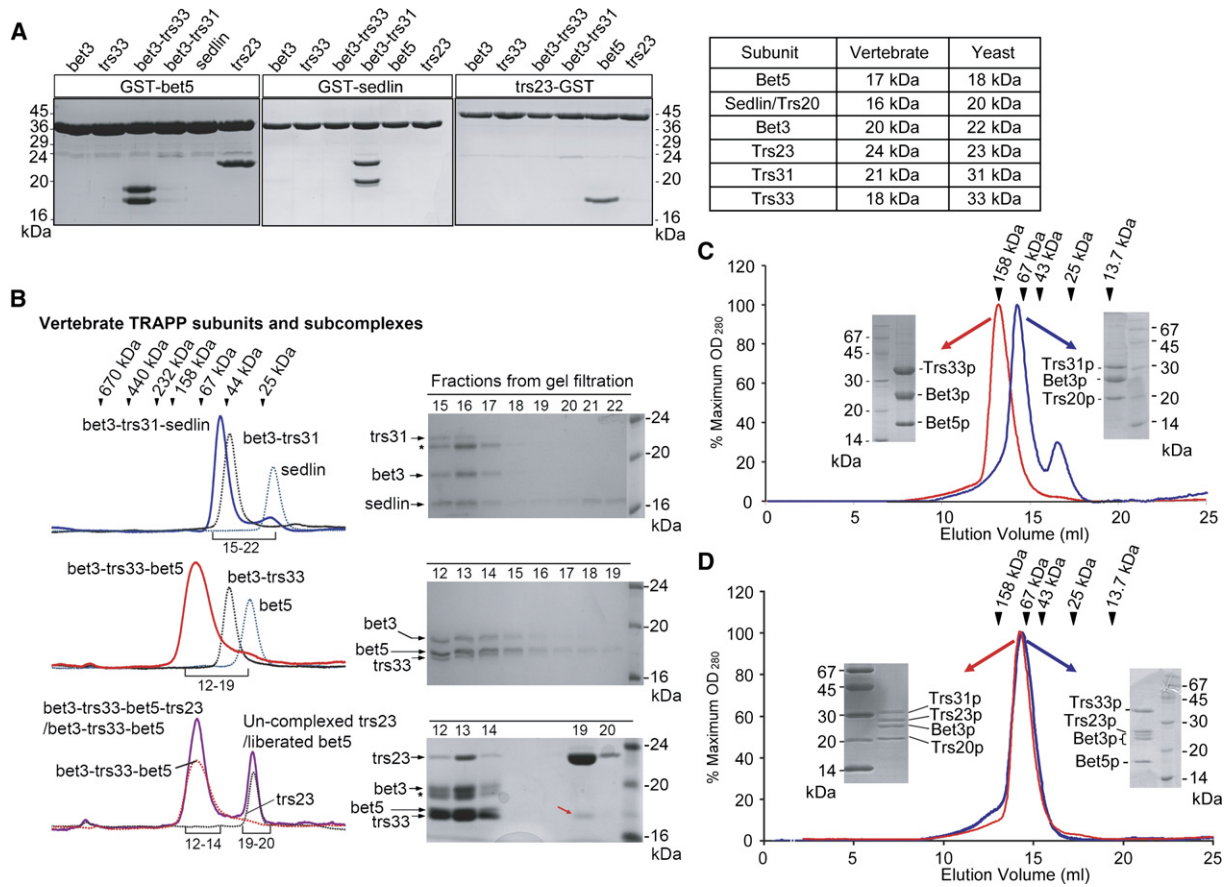 A
bet3
trs33
bet3-trs33
bet3-trs31
sedlin
trs23
bet3
trs33
bet3-trs33
bet3-trs31
bet5
trs23
bet3
trs33
bet3-trs33
bet3-trs31
bet5
trs23
GST-bet5 GST-sedlin trs23-GST
45
36
29
24
20
16
kDa
45
36
29
24
20
16
kDa
Subunit Vertebrate Yeast
Bet5 17 kDa 18 kDa
Sedlin/Trs20 16 kDa 20 kDa
Bet3 20 kDa 22 kDa
Trs23 24 kDa 23 kDa
Trs31 21 kDa 31 kDa
Trs33 18 kDa 33 kDa
B
Vertebrate TRAPP subunits and subcomplexes
670 kDa
440 kDa
232 kDa
158 kDa
67 kDa
44 kDa
25 kDa
bet3-trs31-sedlin
bet3-trs31
sedlin
15-22
Fractions from gel filtration
15 16 17 18 19 20 21 22
trs31
*
bet3
sedlin
24
20
16
kDa
bet3-trs33-bet5
bet3-trs33
bet5
12-19
12 13 14 15 16 17 18 19
bet3
bet5
trs33
24
20
16
kDa
bet3-trs33-bet5-trs23
/bet3-trs33-bet5
Un-complexed trs23
/liberated bet5
bet3-trs33-bet5
trs23
12-14 19-20
12 13 14 19 20
trs23
bet3
*
bet5
trs33
24
20
16
kDa
C
158 kDa
67 kDa
43 kDa
25 kDa
13.7 kDa
% Maximum OD280
120
100
80
60
40
20
0
0 5 10 15 20 25
Elution Volume (ml)
67
45
30
20
14
kDa
Trs33p
Bet3p
Bet5p
Trs31p
Bet3p
Trs20p
67
45
30
20
14
kDa
D
158 kDa
67 kDa
43 kDa
25 kDa
13.7 kDa
% Maximum OD280
120
100
80
60
40
20
0
0 5 10 15 20 25
Elution Volume (ml)
67
45
30
20
14
kDa
Trs31p
Trs23p
Bet3p
Trs20p
Trs33p
Trs23p
Bet3p{
Bet5p
67
45
30
20
14
kDa